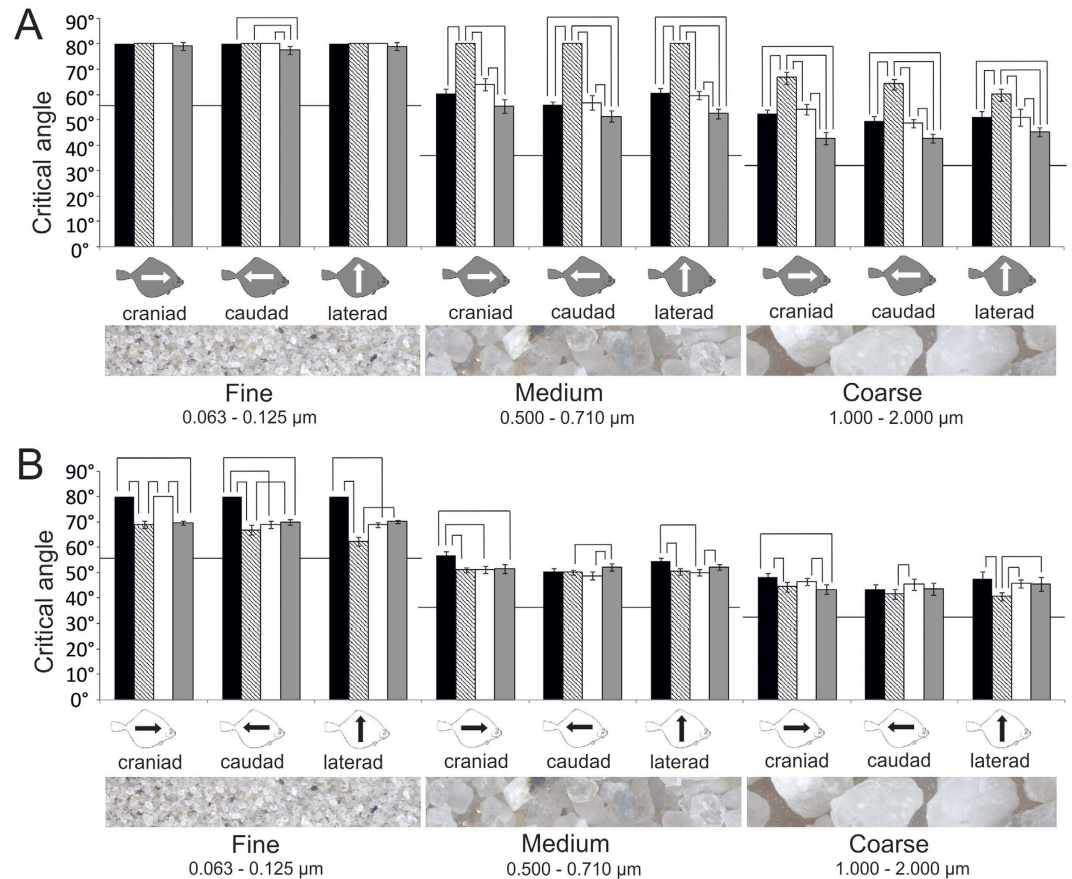 A
Critical angle
90°
80°
70°
60°
50°
40°
30°
20°
10°
0°
craniad caudad laterad craniad caudad laterad craniad caudad laterad
Fine Medium Coarse
0.063 - 0.125 µm 0.500 - 0.710 µm 1.000 - 2.000 µm
B
Critical angle
90°
80°
70°
60°
50°
40°
30°
20°
10°
0°
craniad caudad laterad craniad caudad laterad craniad caudad laterad
Fine Medium Coarse
0.063 - 0.125 µm 0.500 - 0.710 µm 1.000 - 2.000 µm